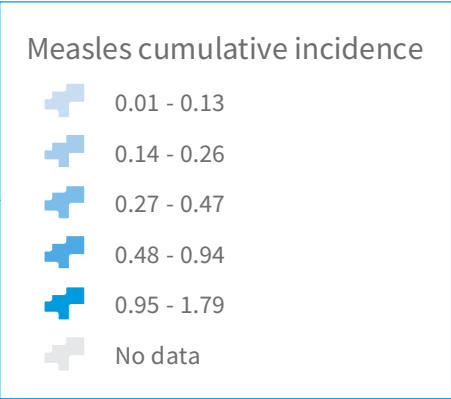 Measles cumulative incidence
0.01 - 0.13
0.14 - 0.26
0.27 - 0.47
0.48 - 0.94
0.95 - 1.79
No data